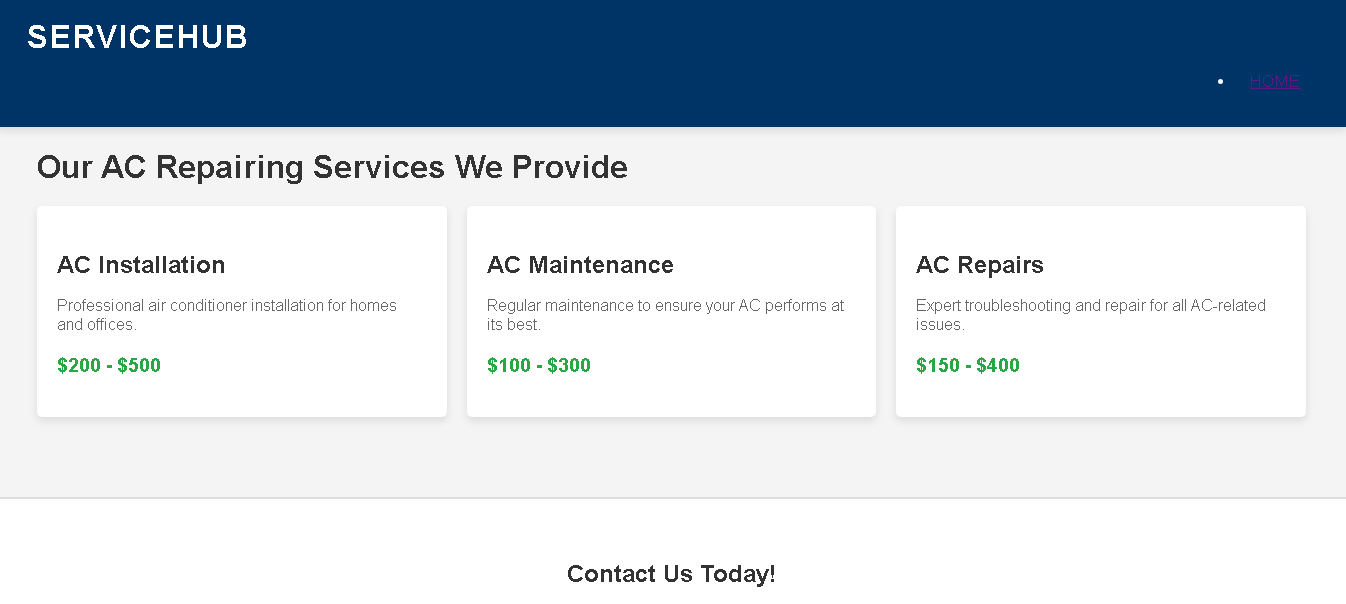 SERVICEHUB
HOME
Our AC Repairing Services We Provide
AC Installation
Professional air conditioner installation for homes
and offices.
$200 - $500
AC Maintenance
Regular maintenance to ensure your AC performs at
its best.
$100 - $300
AC Repairs
Expert troubleshooting and repair for all AC-related
issues.
$150 - $400
Contact Us Today!